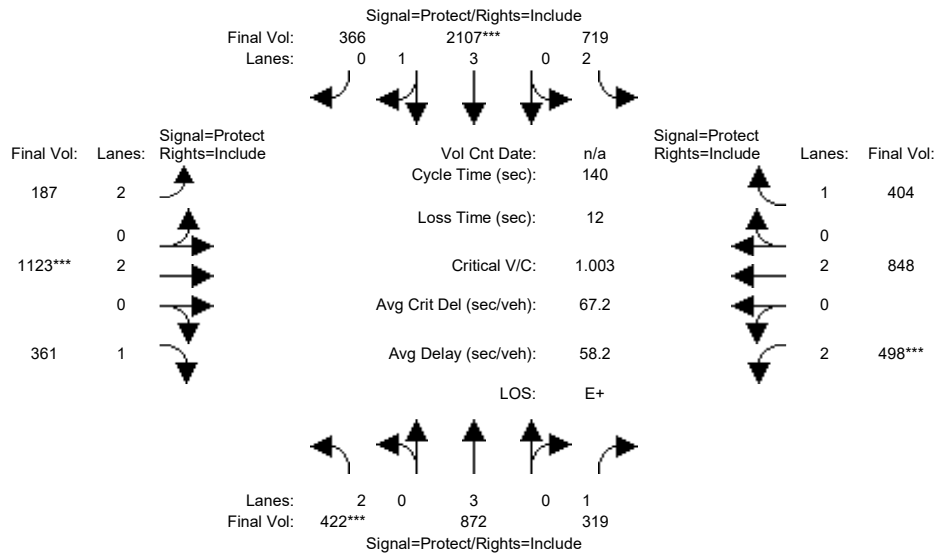 Signal=Protect/Rights=Include
Final Vol: 366 2107*** 719
Lanes: 0 1 3 0 2
Signal=Protect
Final Vol: Lanes: Rights=Include
Vol Cnt Date: n/a
Signal=Protect
Rights=Include Lanes: Final Vol:
Cycle Time (sec): 140
187 2
1 404
Loss Time (sec): 12
0
0
1123*** 2
Critical V/C: 1.003
2 848
0
Avg Crit Del (sec/veh): 67.2
0
361 1
Avg Delay (sec/veh): 58.2
2 498***
LOS: E+
Lanes: 2 0 3 0 1
Final Vol: 422*** 872 319
Signal=Protect/Rights=Include